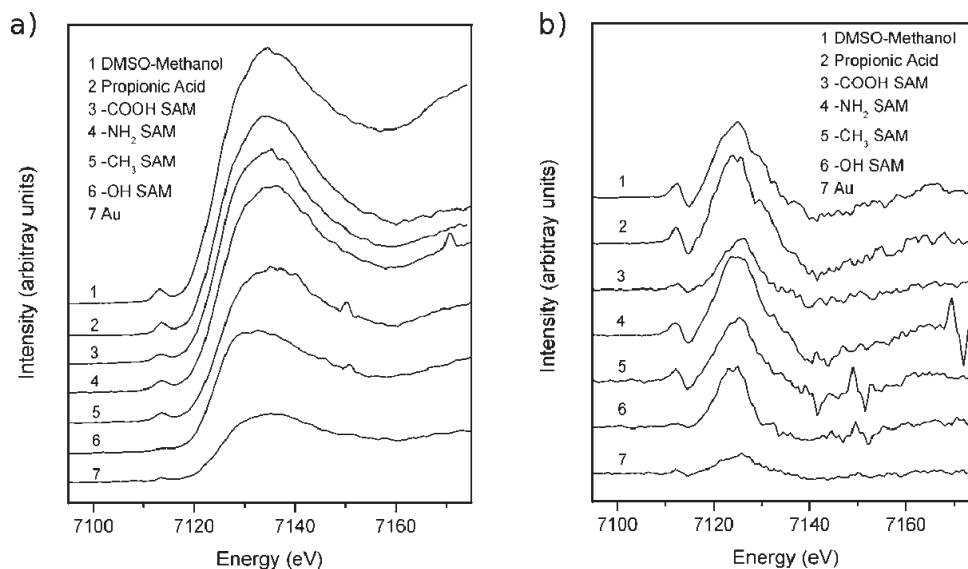 a)
1 DMSO-Methanol
2 Propionic Acid
3 -COOH SAM
4 -NH₂ SAM
5 -CH₃ SAM
6 -OH SAM
7 Au
1
2
3
4
5
6
7
Intensity (arbitray units)
7100 7120 7140 7160
Energy (eV)
b)
1 DMSO-Methanol
2 Propionic Acid
3 -COOH SAM
4 -NH₂ SAM
5 -CH₃ SAM
6 -OH SAM
7 Au
1
2
3
4
5
6
7
Intensity (arbitray units)
7100 7120 7140 7160
Energy (eV)